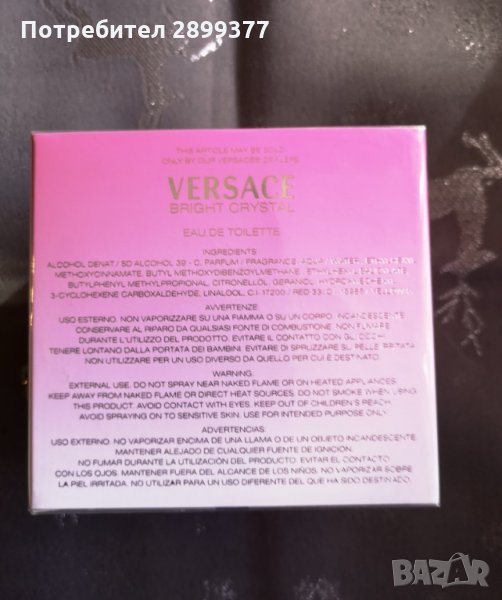 Потребител 2899377
THIS ARTICLE MAY BE SOLD
ONLY BY OUR VERSACES DEALERS
VERSACE
BRIGHT CRYSTAL
EAU DE TOILETTE
INGREDIENTS
ALCOHOL DENAT / SD ALCOHOL 39 - C, PARFUM / FRAGRANCE, AQUA / WATER,
METHOXYCINNAMATE, BUTYL METHOXYDIBENZOYLMETHANE,
BUTYLPHENYL METHYLPROPIONAL, CITRONELLOL, GERANIOL,
3-CYCLOHEXENE CARBOXALDEHYDE, LINALOOL, C.I-17200 / RED 33,
AVVERTENZE:
USO ESTERNO. NON VAPORIZZARE SU UNA FIAMMA O SU UN CORPO INCANDESCENTE.
CONSERVARE AL RIPARO DA QUALSIASI FONTE DI COMBUSTIONE. NON FUMARE
DURANTE L'UTILIZZO DEL PRODOTTO. EVITARE IL CONTATTO CON GLI OCCHI.
TENERE LONTANO DALLA PORTATA DEI BAMBINI. EVITARE DI SPRUZZARE SU PELLE IRRITATA.
NON UTILIZZARE PER UN USO DIVERSO DA QUELLO PER CUI È DESTINATO.
WARNING:
EXTERNAL USE. DO NOT SPRAY NEAR NAKED FLAME OR ON HEATED APPLIANCES.
KEEP AWAY FROM NAKED FLAME OR DIRECT HEAT SOURCES. DO NOT SMOKE WHEN USING
THIS PRODUCT. AVOID CONTACT WITH EYES. KEEP OUT OF CHILDREN'S REACH.
AVOID SPRAYING ON TO SENSITIVE SKIN. USE FOR INTENDED PURPOSE ONLY.
ADVERTENCIAS:
USO EXTERNO. NO VAPORIZAR ENCIMA DE UNA LLAMA O DE UN OBJETO INCANDESCENTE.
MANTENER ALEJADO DE CUALQUIER FUENTE DE IGNICION.
NO FUMAR DURANTE LA UTILIZACIÓN DEL PRODUCTO. EVITAR EL CONTACTO
CON LOS OJOS. MANTENER FUERA DEL ALCANCE DE LOS NIÑOS. NO VAPORIZAR SOBRE
LA PIEL IRRITADA. NO UTILIZAR PARA UN USO DIFERENTE DEL QUE HA SIDO DESTINADO.
BAZAR